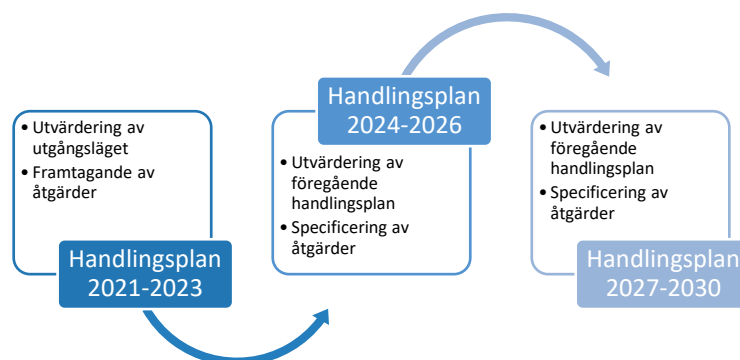 • Utvärdering av
utgångsläget
• Framtagande av
åtgärder
Handlingsplan
2021-2023
Handlingsplan
2024-2026
• Utvärdering av
föregående
handlingsplan
• Specificering av
åtgärder
• Utvärdering av
föregående
handlingsplan
• Specificering av
åtgärder
Handlingsplan
2027-2030